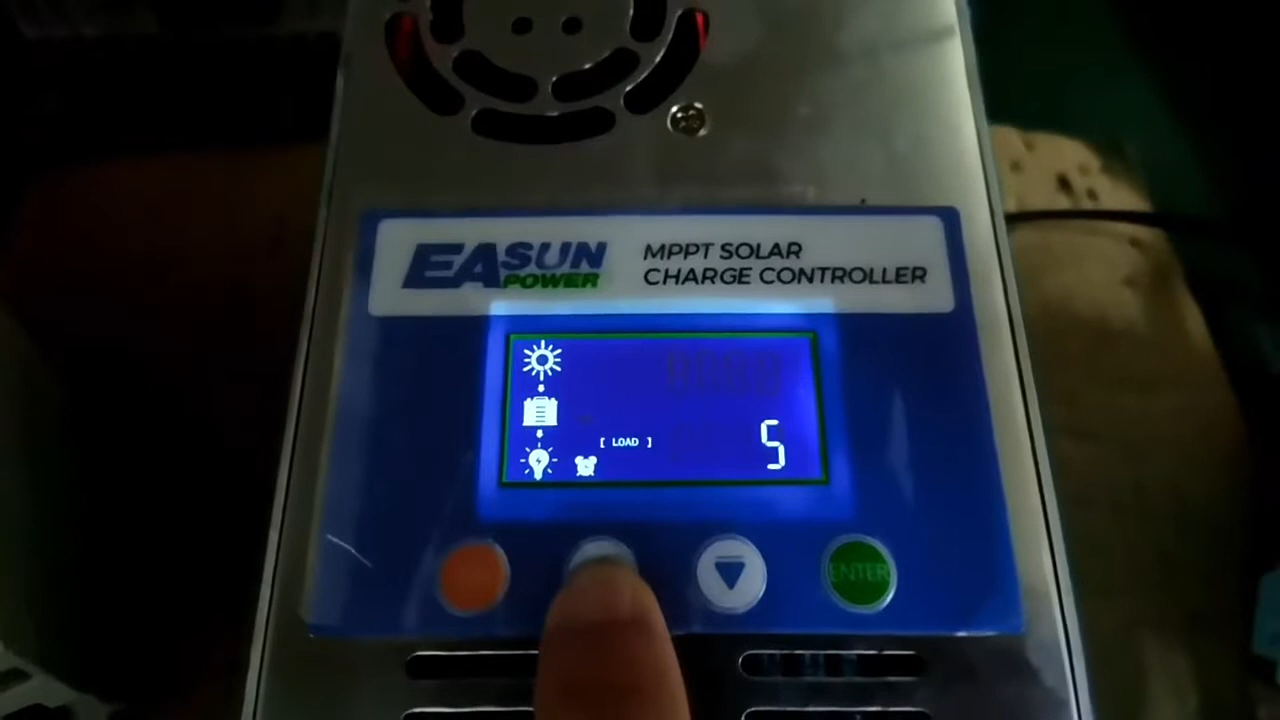 EASUN
POWER
MPPT SOLAR
CHARGE CONTROLLER
[ LOAD ]
5
ENTER